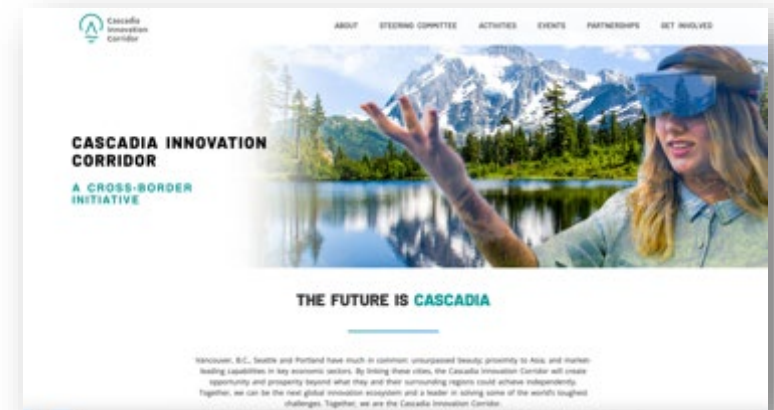 Cascadia
Innovation
Corridor
ABOUT STEERING COMMITTEE ACTIVITIES EVENTS PARTNERSHIPS GET INVOLVED
CASCADIA INNOVATION
CORRIDOR
A CROSS-BORDER
INITIATIVE
THE FUTURE IS CASCADIA
Vancouver, B.C., Seattle and Portland have much in common: unsurpassed beauty; proximity to Asia, and market-
leading capabilities in key economic sectors. By linking these cities, the Cascadia Innovation Corridor will create
opportunity and prosperity beyond what they and their surrounding regions could achieve independently.
Together, we can be the next global innovation ecosystem and a leader in solving some of the world's toughest
challenges. Together, we are the Cascadia Innovation Corridor.